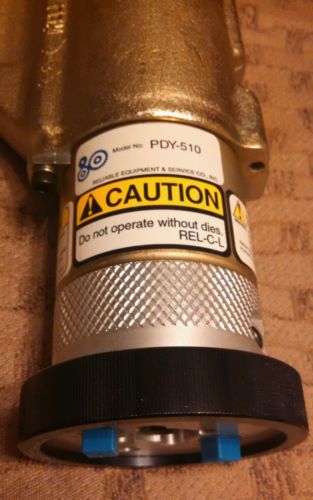 Model No. PDY-510
RELIABLE EQUIPMENT & SERVICE CO., INC.
CAUTION
Do not operate without dies.
REL-C-L